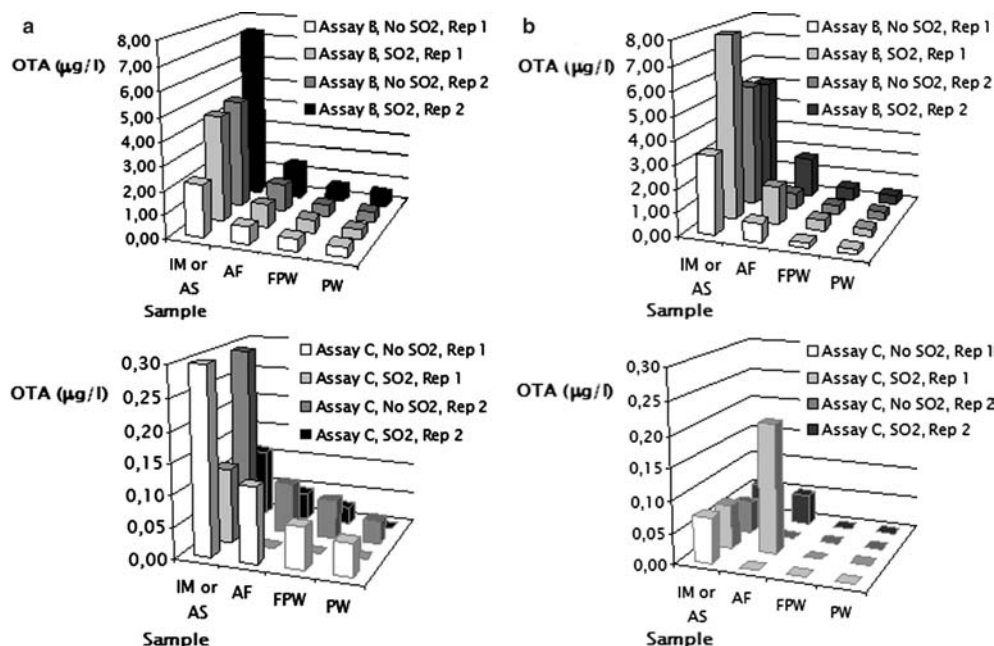 a
OTA (μg/l)
8,00
7,00
6,00
5,00
4,00
3,00
2,00
1,00
0,00
Assay B, No SO2, Rep 1
Assay B, SO2, Rep 1
Assay B, No SO2, Rep 2
Assay B, SO2, Rep 2
IM or AS
AF
FPW
PW
Sample
b
OTA (μg/l)
8,00
7,00
6,00
5,00
4,00
3,00
2,00
1,00
0,00
Assay B, No SO2, Rep 1
Assay B, SO2, Rep 1
Assay B, No SO2, Rep 2
Assay B, SO2, Rep 2
IM or
AS
AF
FPW
PW
Sample
OTA (μg/l)
0,30
0,25
0,20
0,15
0,10
0,05
0,00
Assay C, No SO2, Rep 1
Assay C, SO2, Rep 1
Assay C, No SO2, Rep 2
Assay C, SO2, Rep 2
IM or
AS
AF
FPW
PW
Sample
OTA (μg/l)
0,30
0,25
0,20
0,15
0,10
0,05
0,00
Assay C, No SO2, Rep 1
Assay C, SO2, Rep 1
Assay C, No SO2, Rep 2
Assay C, SO2, Rep 2
IM or
AS
AF
FPW
PW
Sample